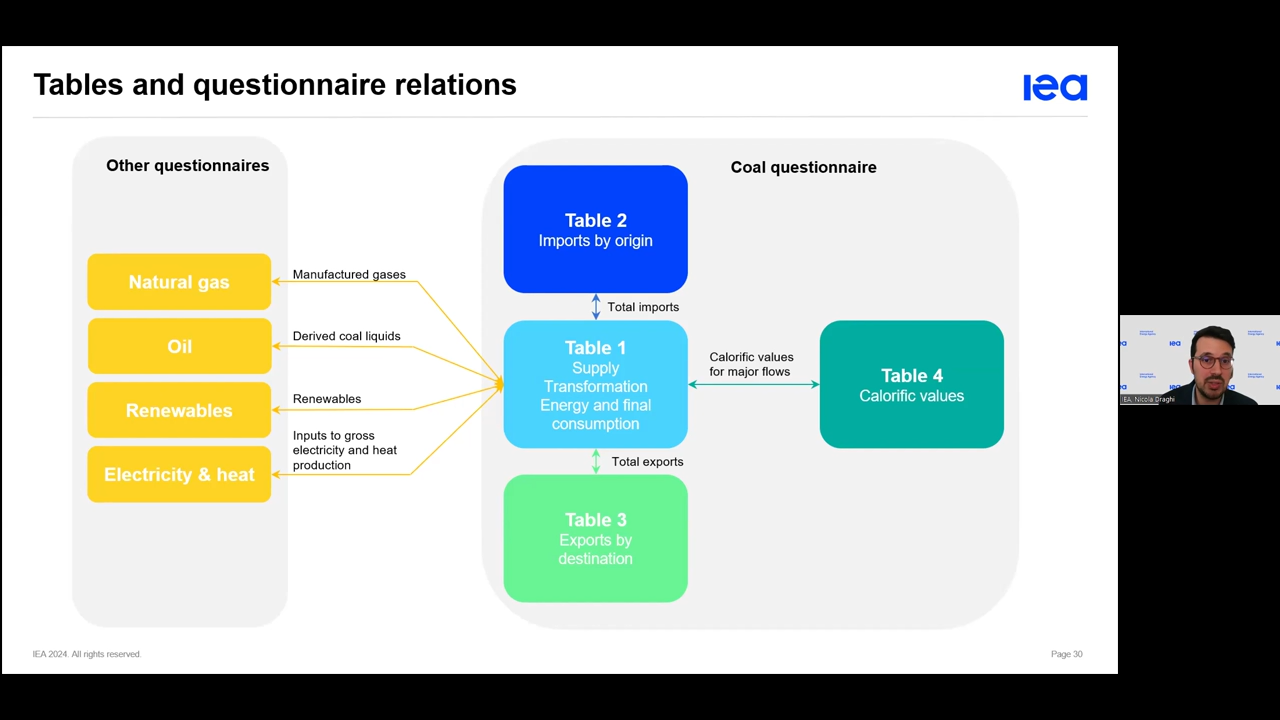 Tables and questionnaire relations
iea
Other questionnaires
Natural gas
Oil
Renewables
Electricity & heat
Manufactured gases
Derived coal liquids
Renewables
Inputs to gross
electricity and heat
production
Coal questionnaire
Table 2
Imports by origin
Total imports
Table 1
Supply
Transformation
Energy and final
consumption
Calorific values
for major flows
Table 4
Calorific values
Total exports
Table 3
Exports by
destination
IEA 2024. All rights reserved.
Page 30
IEA, Nicola Draghi